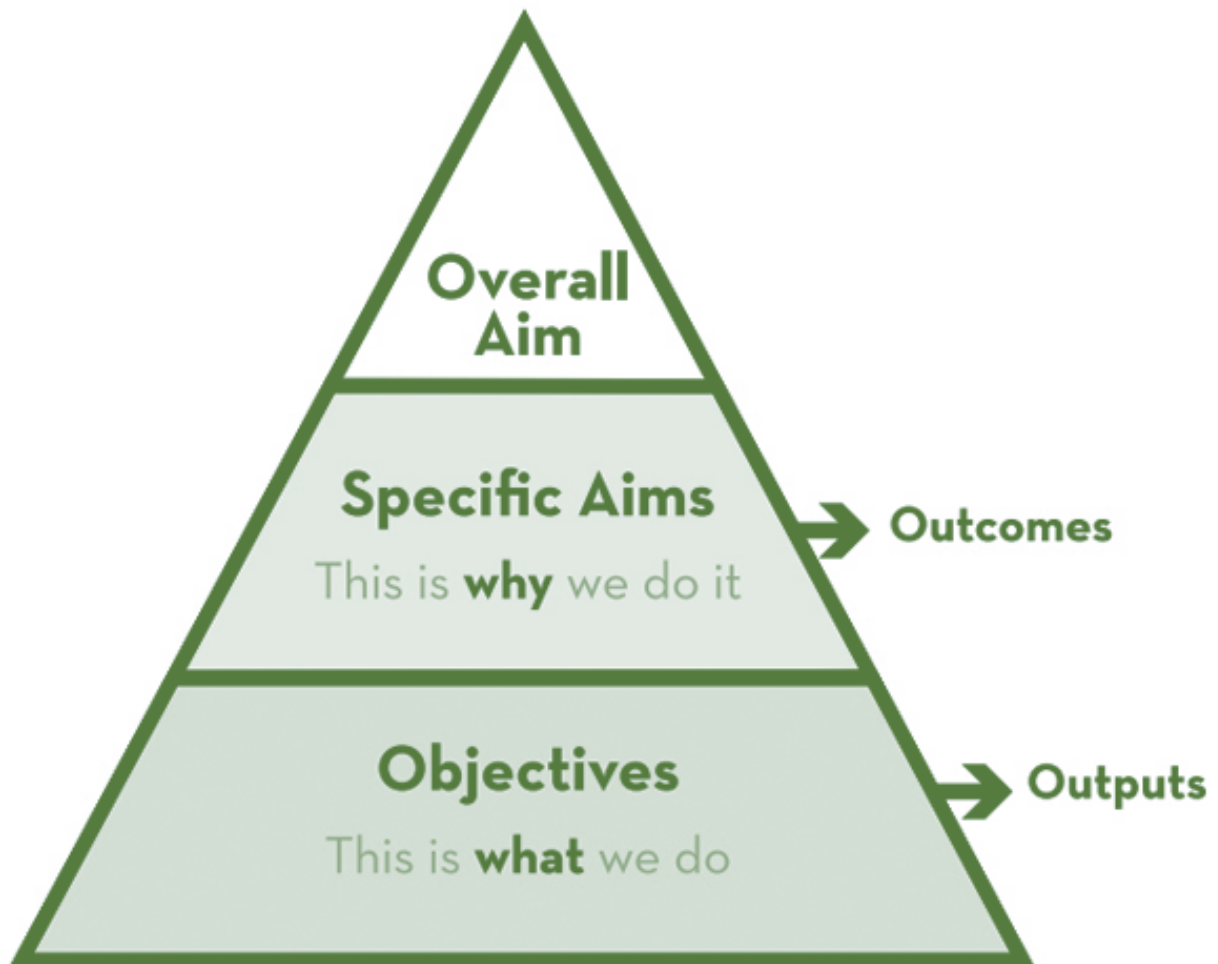 Overall
Aim
Specific Aims
This is why we do it
Outcomes
Objectives
This is what we do
Outputs